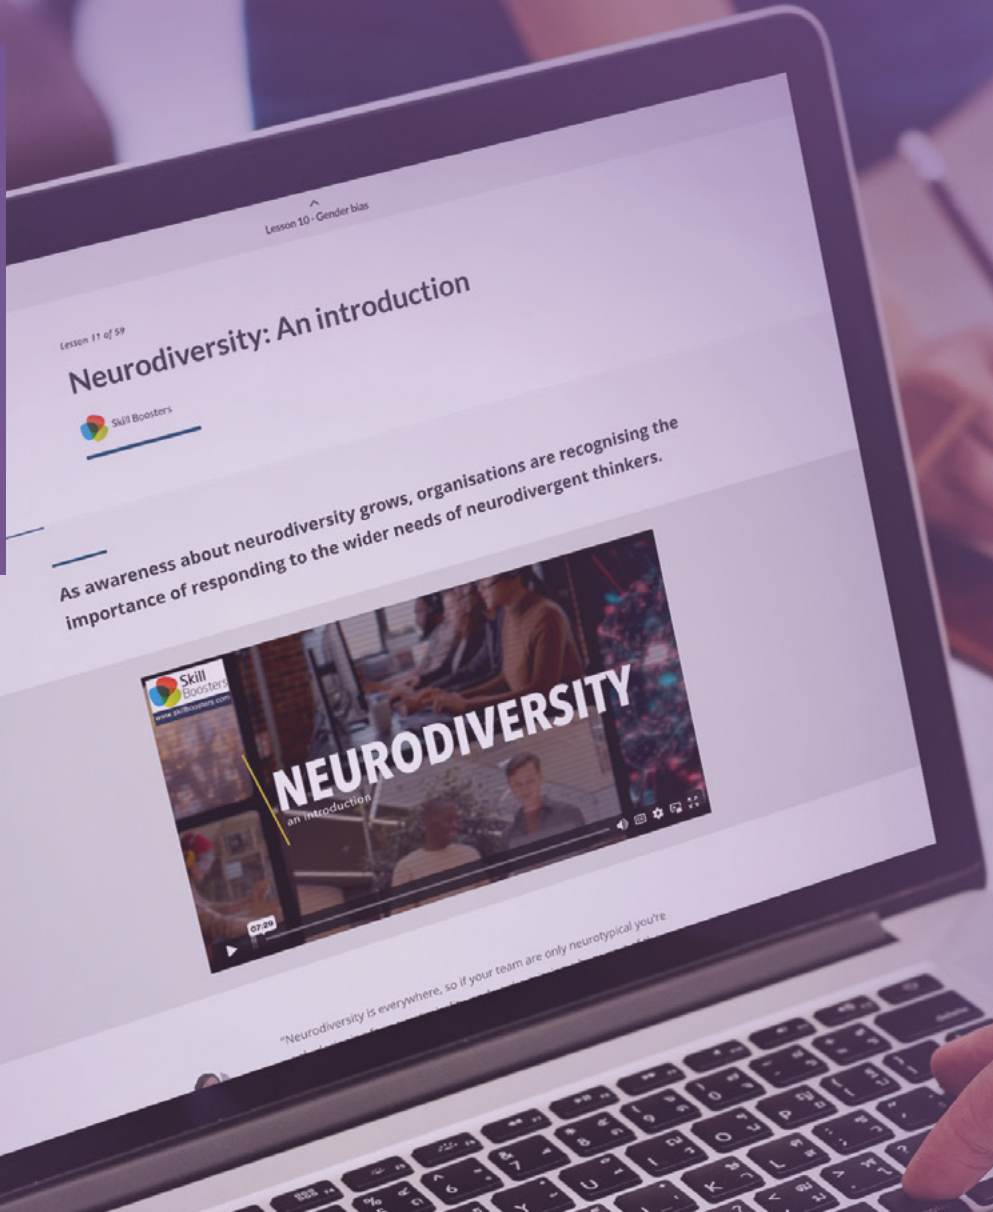 Lesson 10 - Gender bias
Lesson 11 of 59
Neurodiversity: An introduction
Skill Boosters
As awareness about neurodiversity grows, organisations are recognising the
importance of responding to the wider needs of neurodivergent thinkers.
Skill
Boosters
www.skillboosters.com
NEURODIVERSITY
an introduction
07:29
"Neurodiversity is everywhere, so if your team are only neurotypical you're